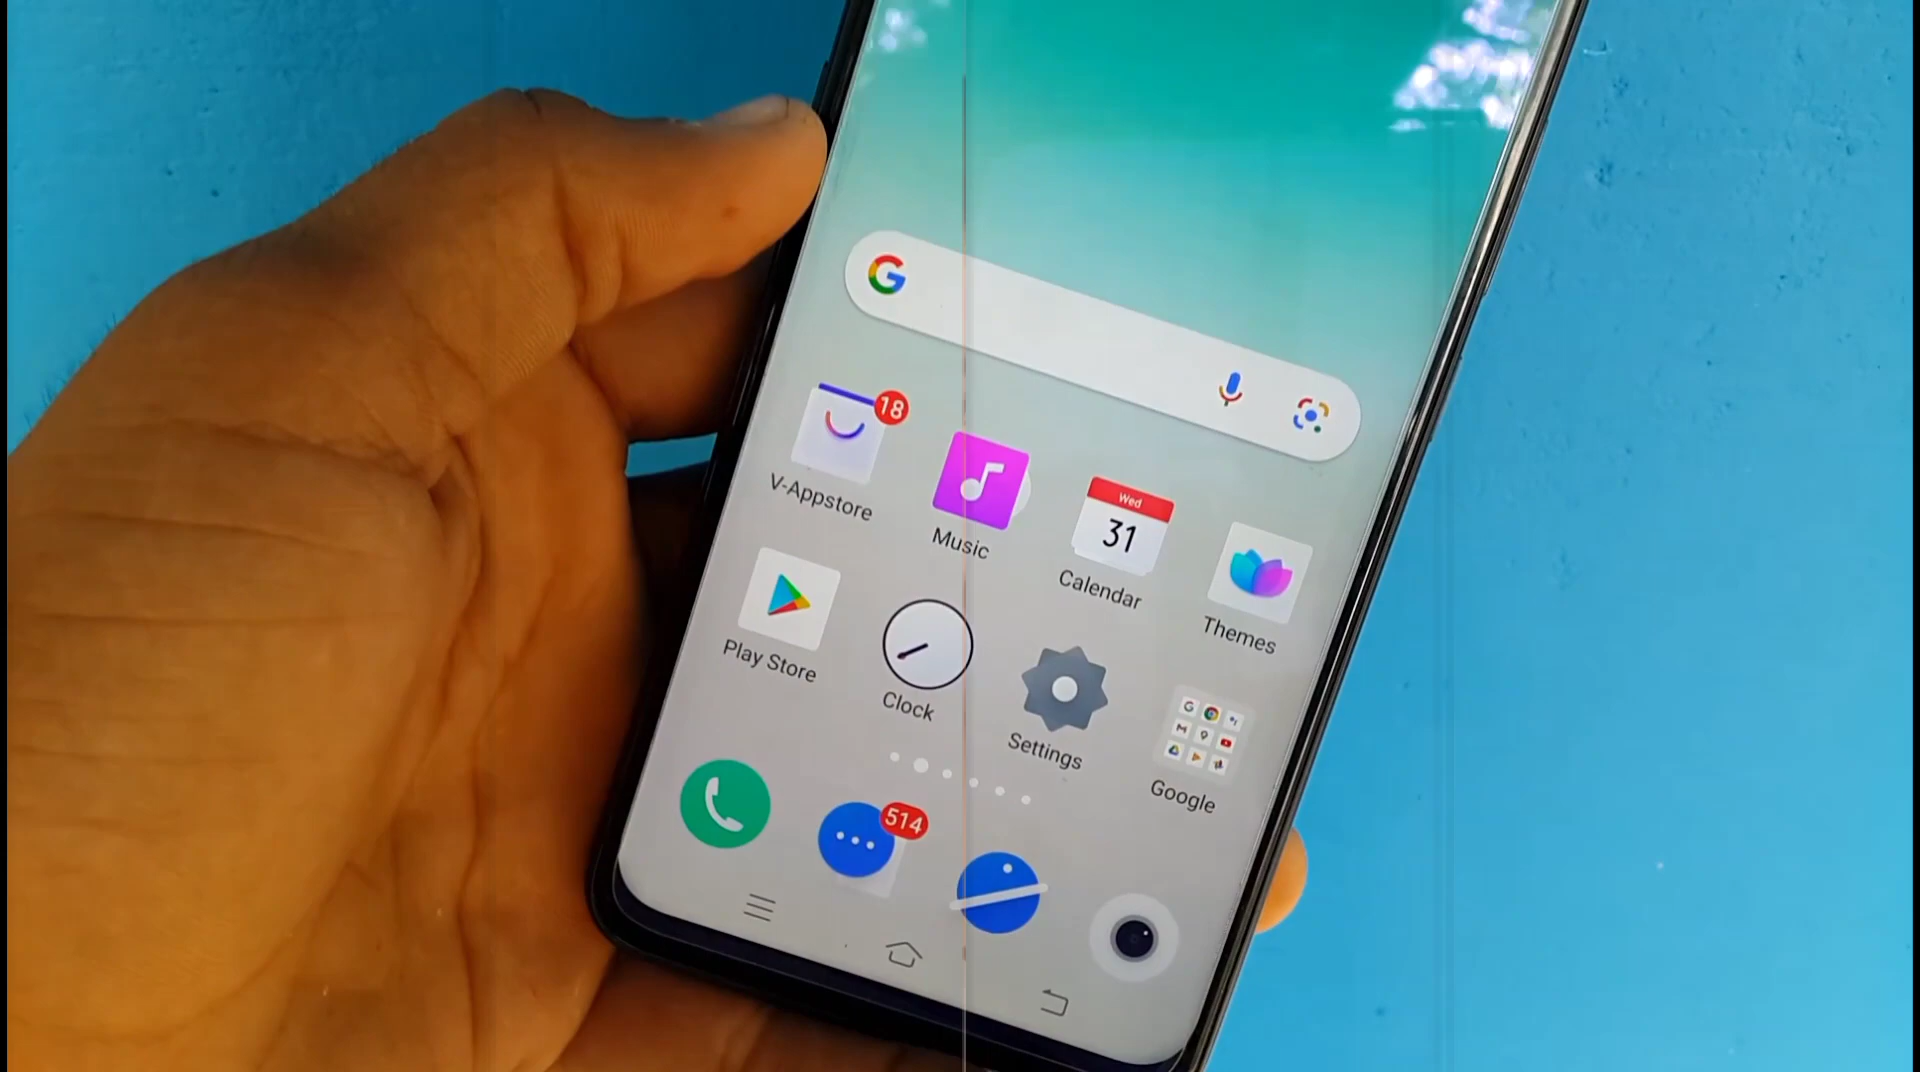 G
18
V-Appstore
Music
Wed
31
Calendar
Themes
Play Store
Clock
Settings
Google
514